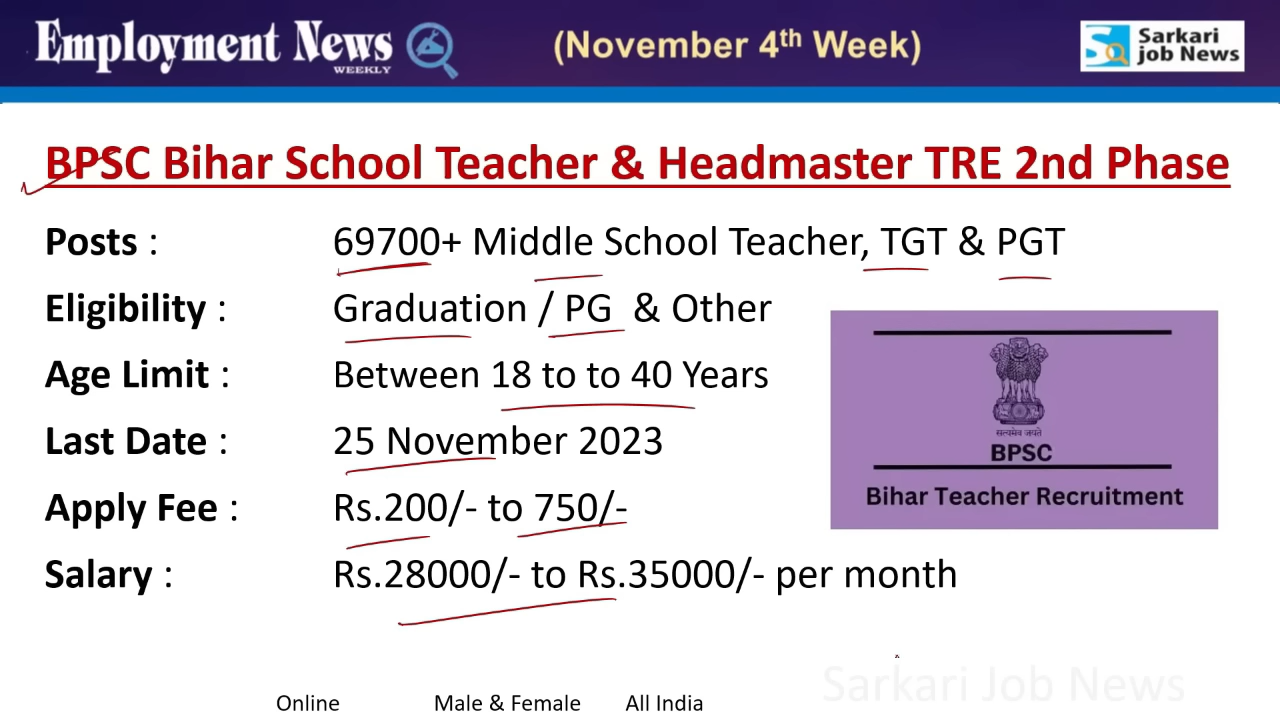 Employment News
WEEKLY
(November 4th Week)
Sarkari
Job News
BPSC Bihar School Teacher & Headmaster TRE 2nd Phase
Posts : 69700+ Middle School Teacher, TGT & PGT
Eligibility : Graduation / PG & Other
Age Limit : Between 18 to to 40 Years
Last Date : 25 November 2023
Apply Fee : Rs.200/- to 750/-
Salary : Rs.28000/- to Rs.35000/- per month
सत्यमेव जयते
BPSC
Bihar Teacher Recruitment
Sarkari Job News
Online Male & Female All India